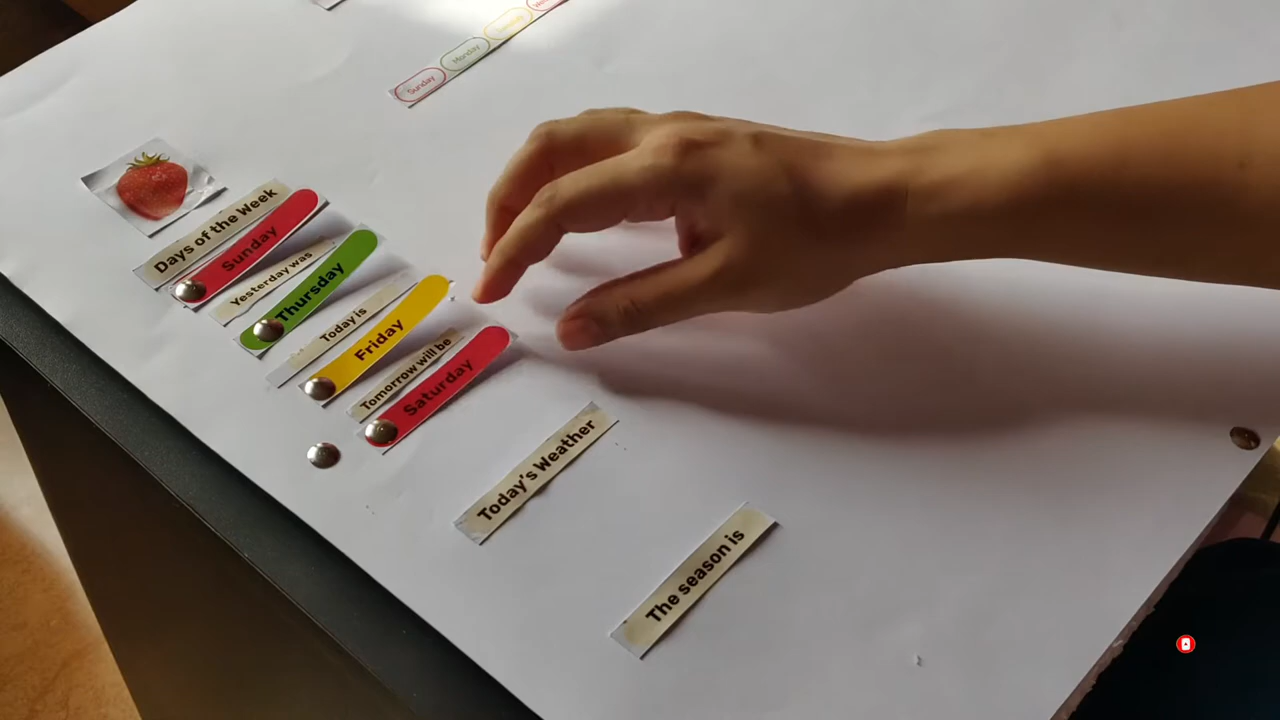 Sunday
Monday
Days of the Week
Sunday
Yesterday was
Thursday
Today is
Friday
Tomorrow will be
Saturday
Today's Weather
The season is